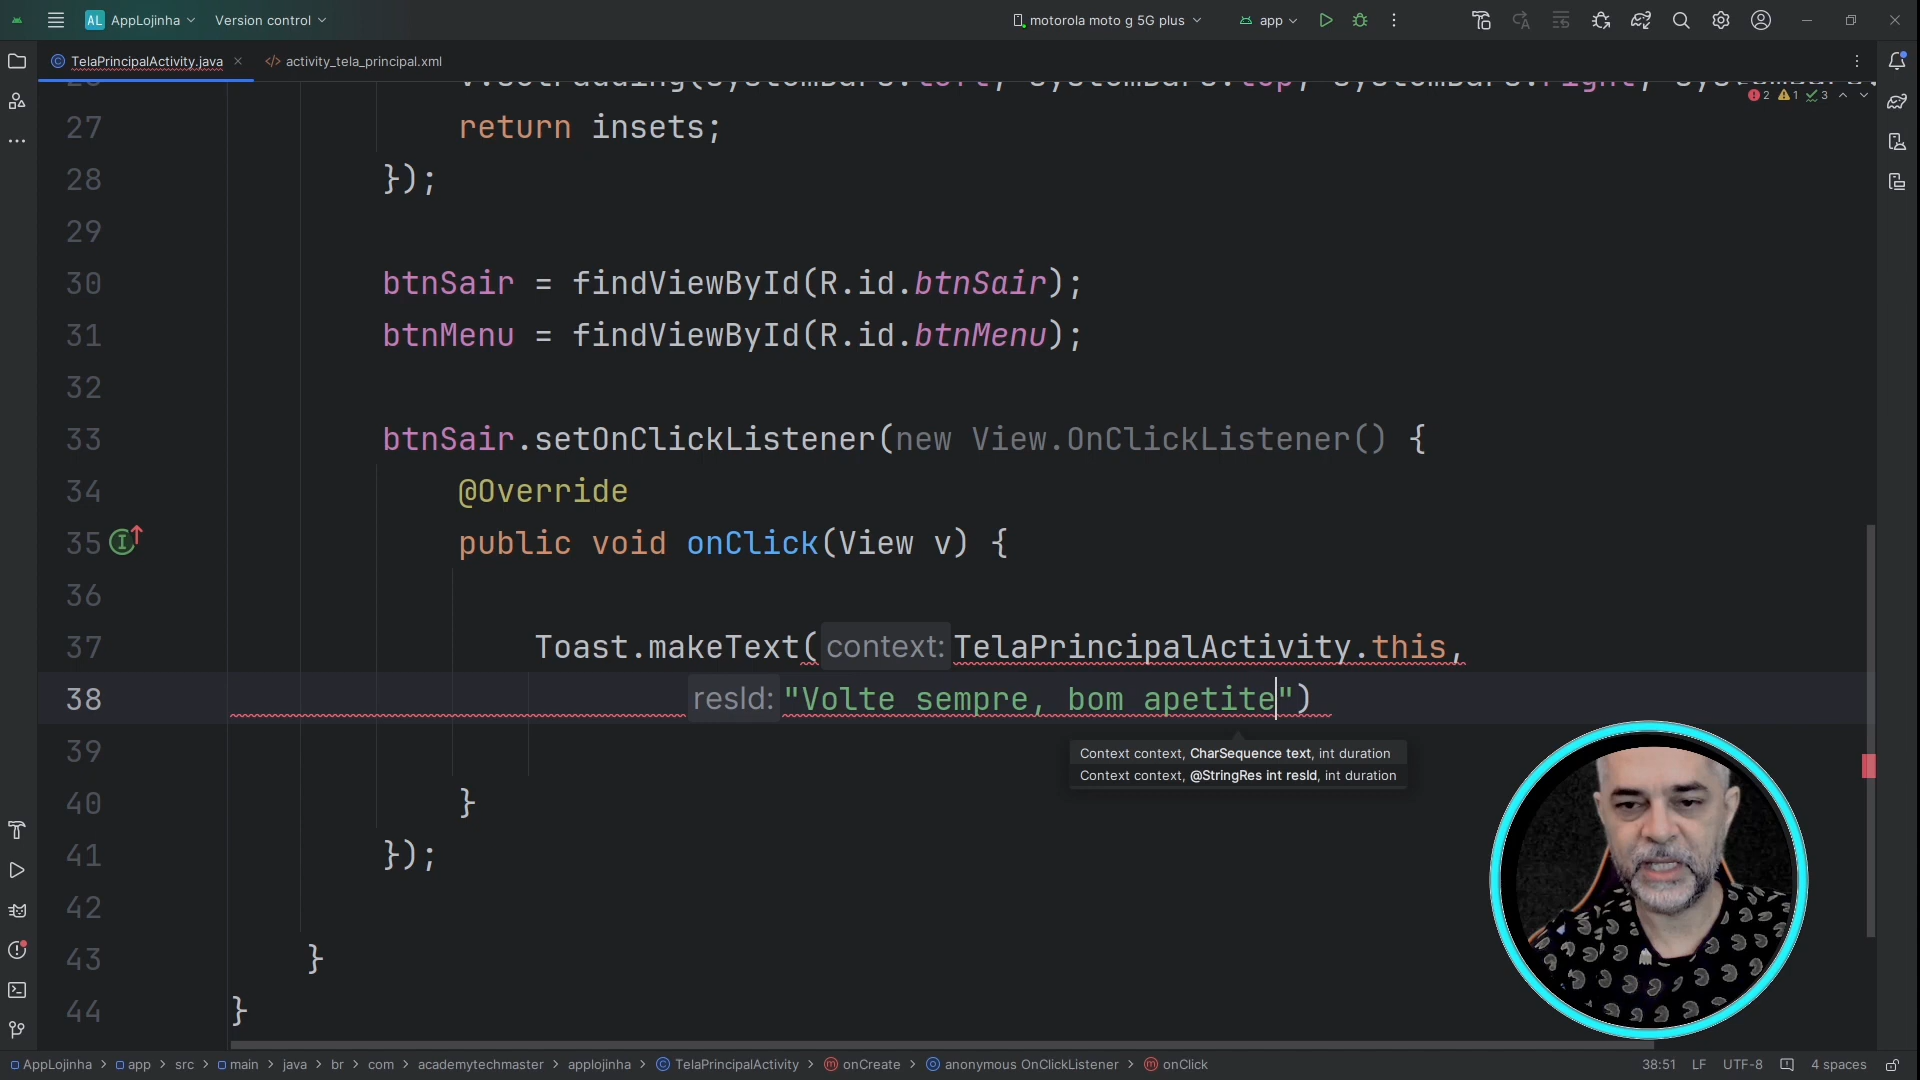 AL AppLojinha Version control motorola moto g 5G plus app
TelaPrincipalActivity.java activity_tela_principal.xml
2 1 3
27 return insets;
28 });
29
30 btnSair = findViewById(R.id.btnSair);
31 btnMenu = findViewById(R.id.btnMenu);
32
33 btnSair.setOnClickListener(new View.OnClickListener() {
34 @Override
35 public void onClick(View v) {
36
37 Toast.makeText( context: TelaPrincipalActivity.this,
38 resId: "Volte sempre, bom apetite")
39
Context context, CharSequence text, int duration
Context context, @StringRes int resId, int duration
40 }
41 });
42
43 }
44 }
AppLojinha > app > src > main > java > br > com > academytechmaster > applojinha > TelaPrincipalActivity > onCreate > anonymous OnClickListener > onClick 38:51 LF UTF-8 4 spaces